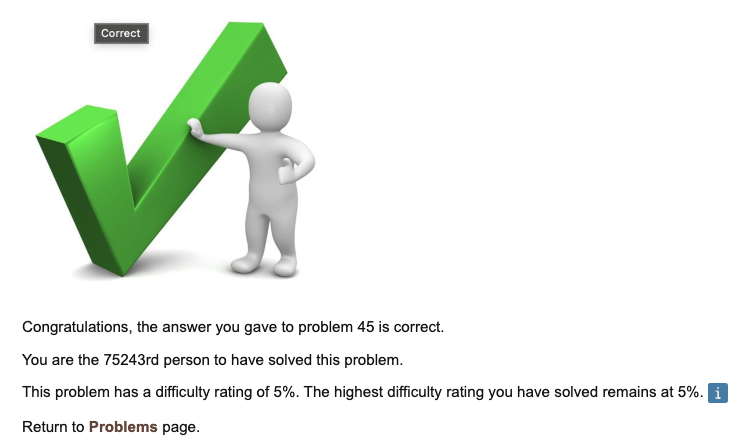 Correct
Congratulations, the answer you gave to problem 45 is correct.
You are the 75243rd person to have solved this problem.
This problem has a difficulty rating of 5%. The highest difficulty rating you have solved remains at 5%. i
Return to Problems page.